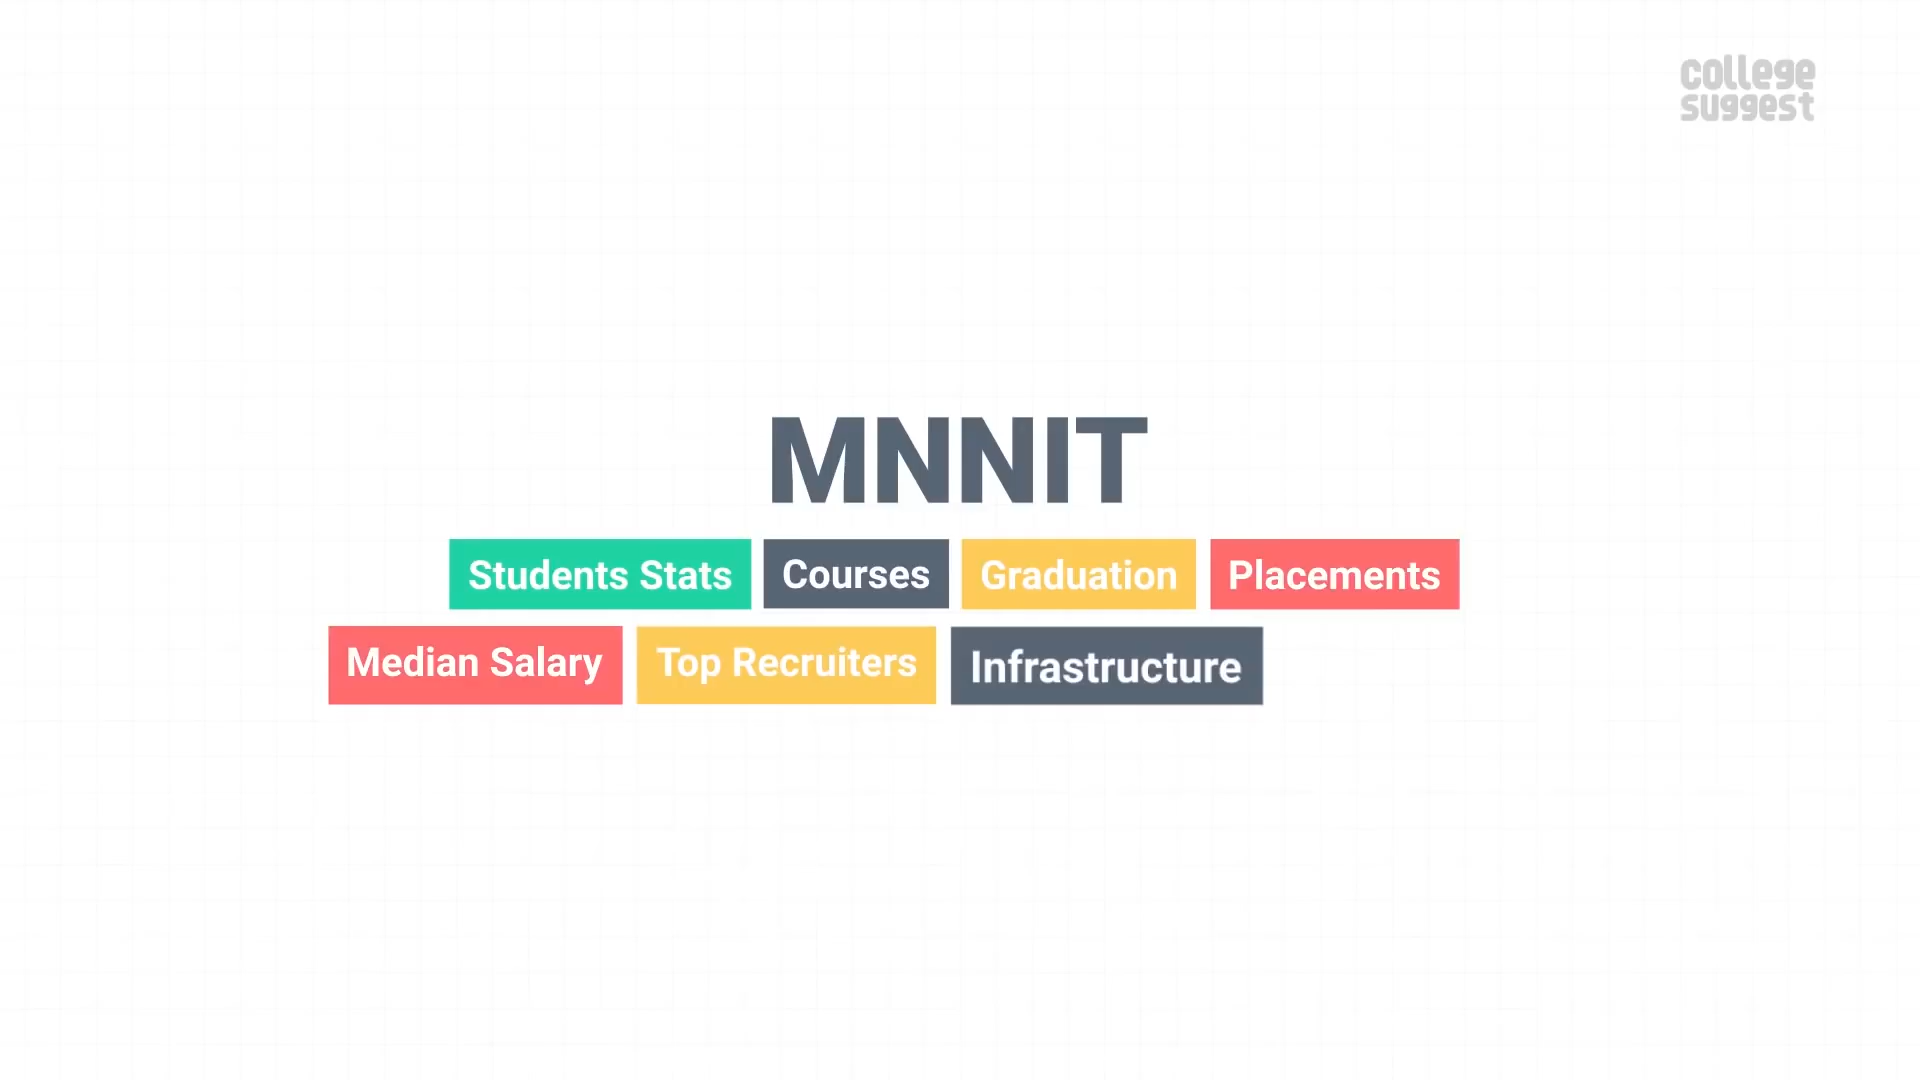 college
suggest
MNNIT
Students Stats Courses Graduation Placements
Median Salary Top Recruiters Infrastructure